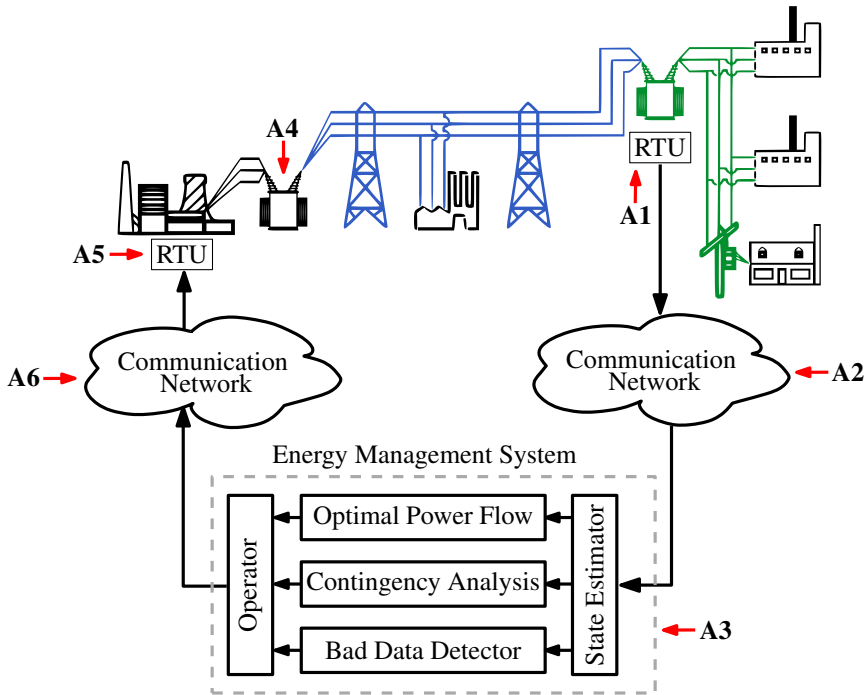 A4
RTU
A1
A5
RTU
Communication
Network
A6
Communication
Network
A2
Energy Management System
Operator
Optimal Power Flow
Contingency Analysis
Bad Data Detector
State Estimator
A3